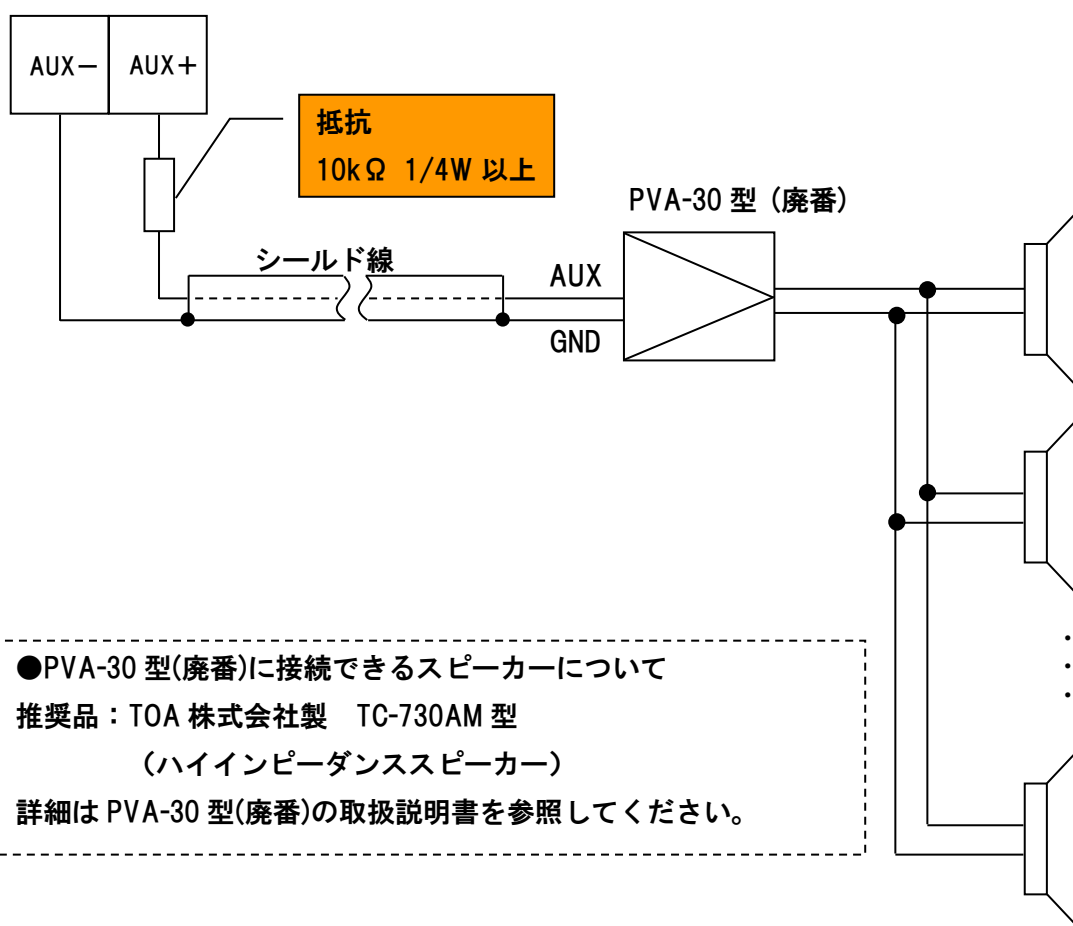 AUX－ AUX＋
抵抗
10kΩ 1/4W 以上
PVA-30 型（廃番）
シールド線
AUX
GND
●PVA-30 型(廃番)に接続できるスピーカーについて
推奨品：TOA 株式会社製　TC-730AM 型
（ハイインピーダンススピーカー）
詳細は PVA-30 型(廃番)の取扱説明書を参照してください。